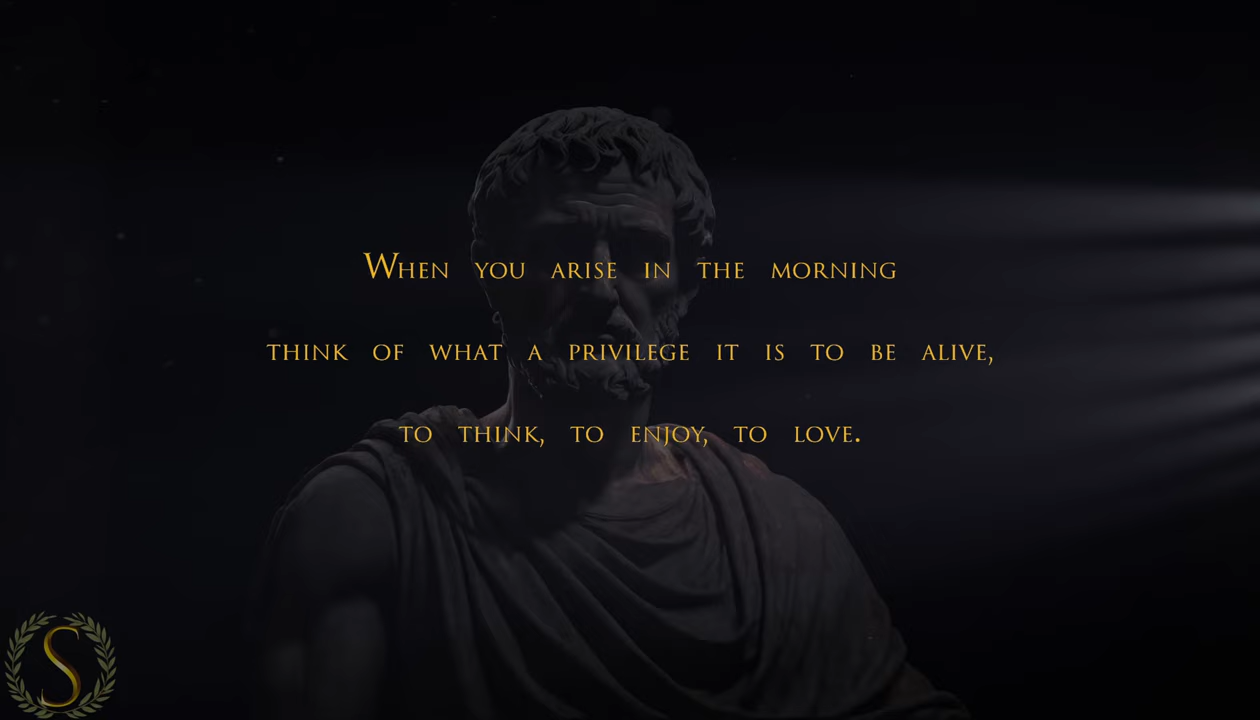 When you arise in the morning
think of what a privilege it is to be alive,
to think, to enjoy, to love.
S